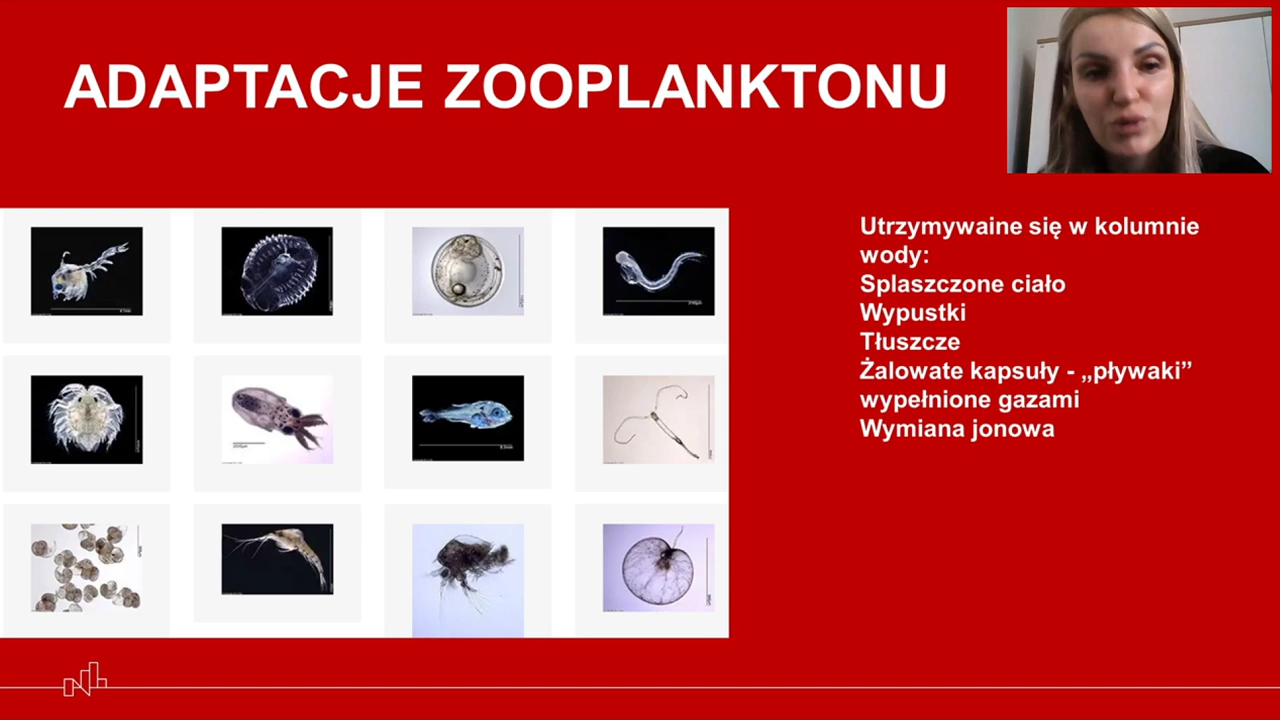 ADAPTACJE ZOOPLANKTONU
Utrzymywaine się w kolumnie
wody:
Splaszczone ciało
Wypustki
Tłuszcze
Żalowate kapsuły - „pływaki”
wypełnione gazami
Wymiana jonowa